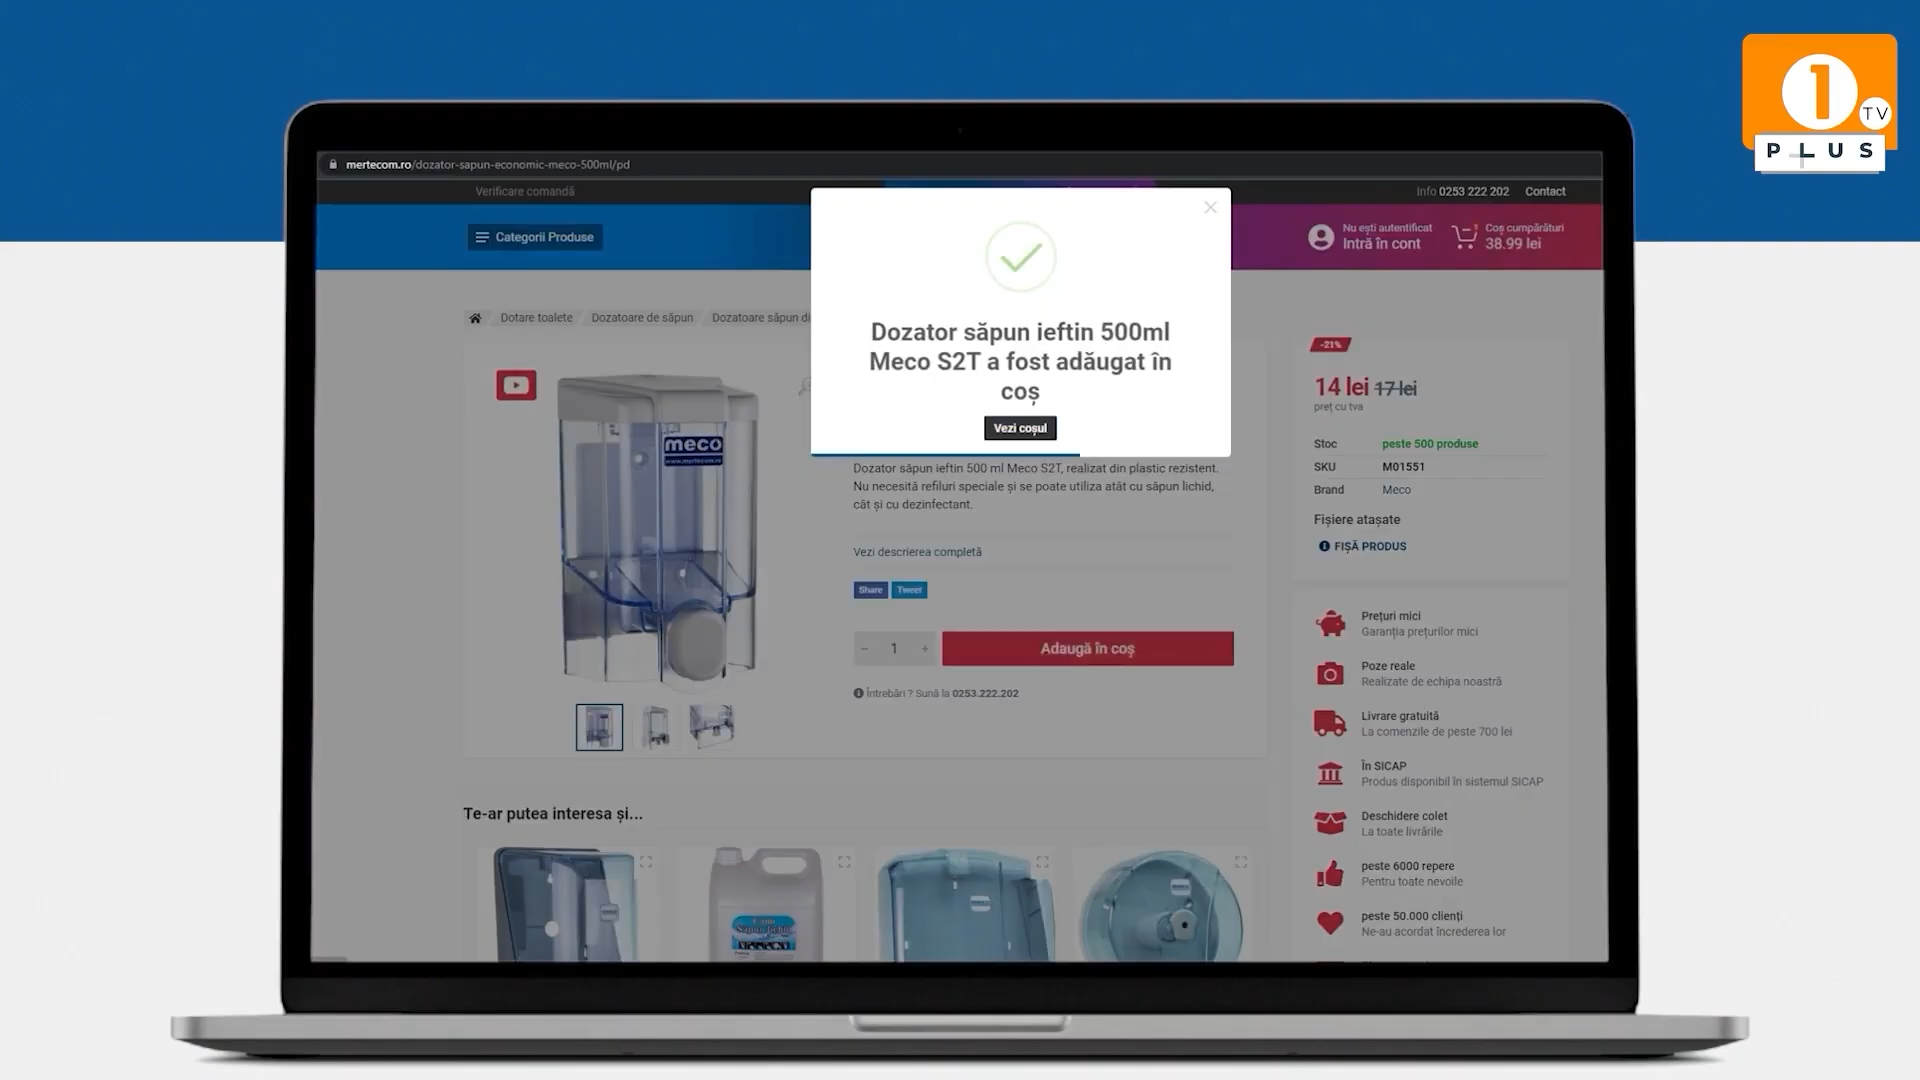 1
TV
PLUS
mertecom.ro/dozator-sapun-economic-meco-500ml/pd
Verificare comandă
Info 0253 222 202 Contact
Categorii Produse
Nu ești autentificat
Intră în cont
Coș cumpărături
38.99 lei
Dotare toalete
Dozatoare de săpun
Dozatoare săpun di
Dozator săpun ieftin 500ml
Meco S2T a fost adăugat în
coș
Vezi coșul
meco
www.mertecom.ro
Dozator săpun ieftin 500 ml Meco S2T, realizat din plastic rezistent.
Nu necesită refiluri speciale și se poate utiliza atât cu săpun lichid,
cât și cu dezinfectant.
Vezi descrierea completă
Share Tweet
- 1 +
Adaugă în coș
Întrebări ? Sună la 0253.222.202
-21%
14 lei 17 lei
preț cu tva
Stoc peste 500 produse
SKU M01551
Brand Meco
Fișiere atașate
FIȘĂ PRODUS
Prețuri mici
Garanția prețurilor mici
Poze reale
Realizate de echipa noastră
Livrare gratuită
La comenzile de peste 700 lei
În SICAP
Produs disponibil în sistemul SICAP
Deschidere colet
La toate livrările
peste 6000 repere
Pentru toate nevoile
peste 50.000 clienți
Ne-au acordat încrederea lor
Te-ar putea interesa și...